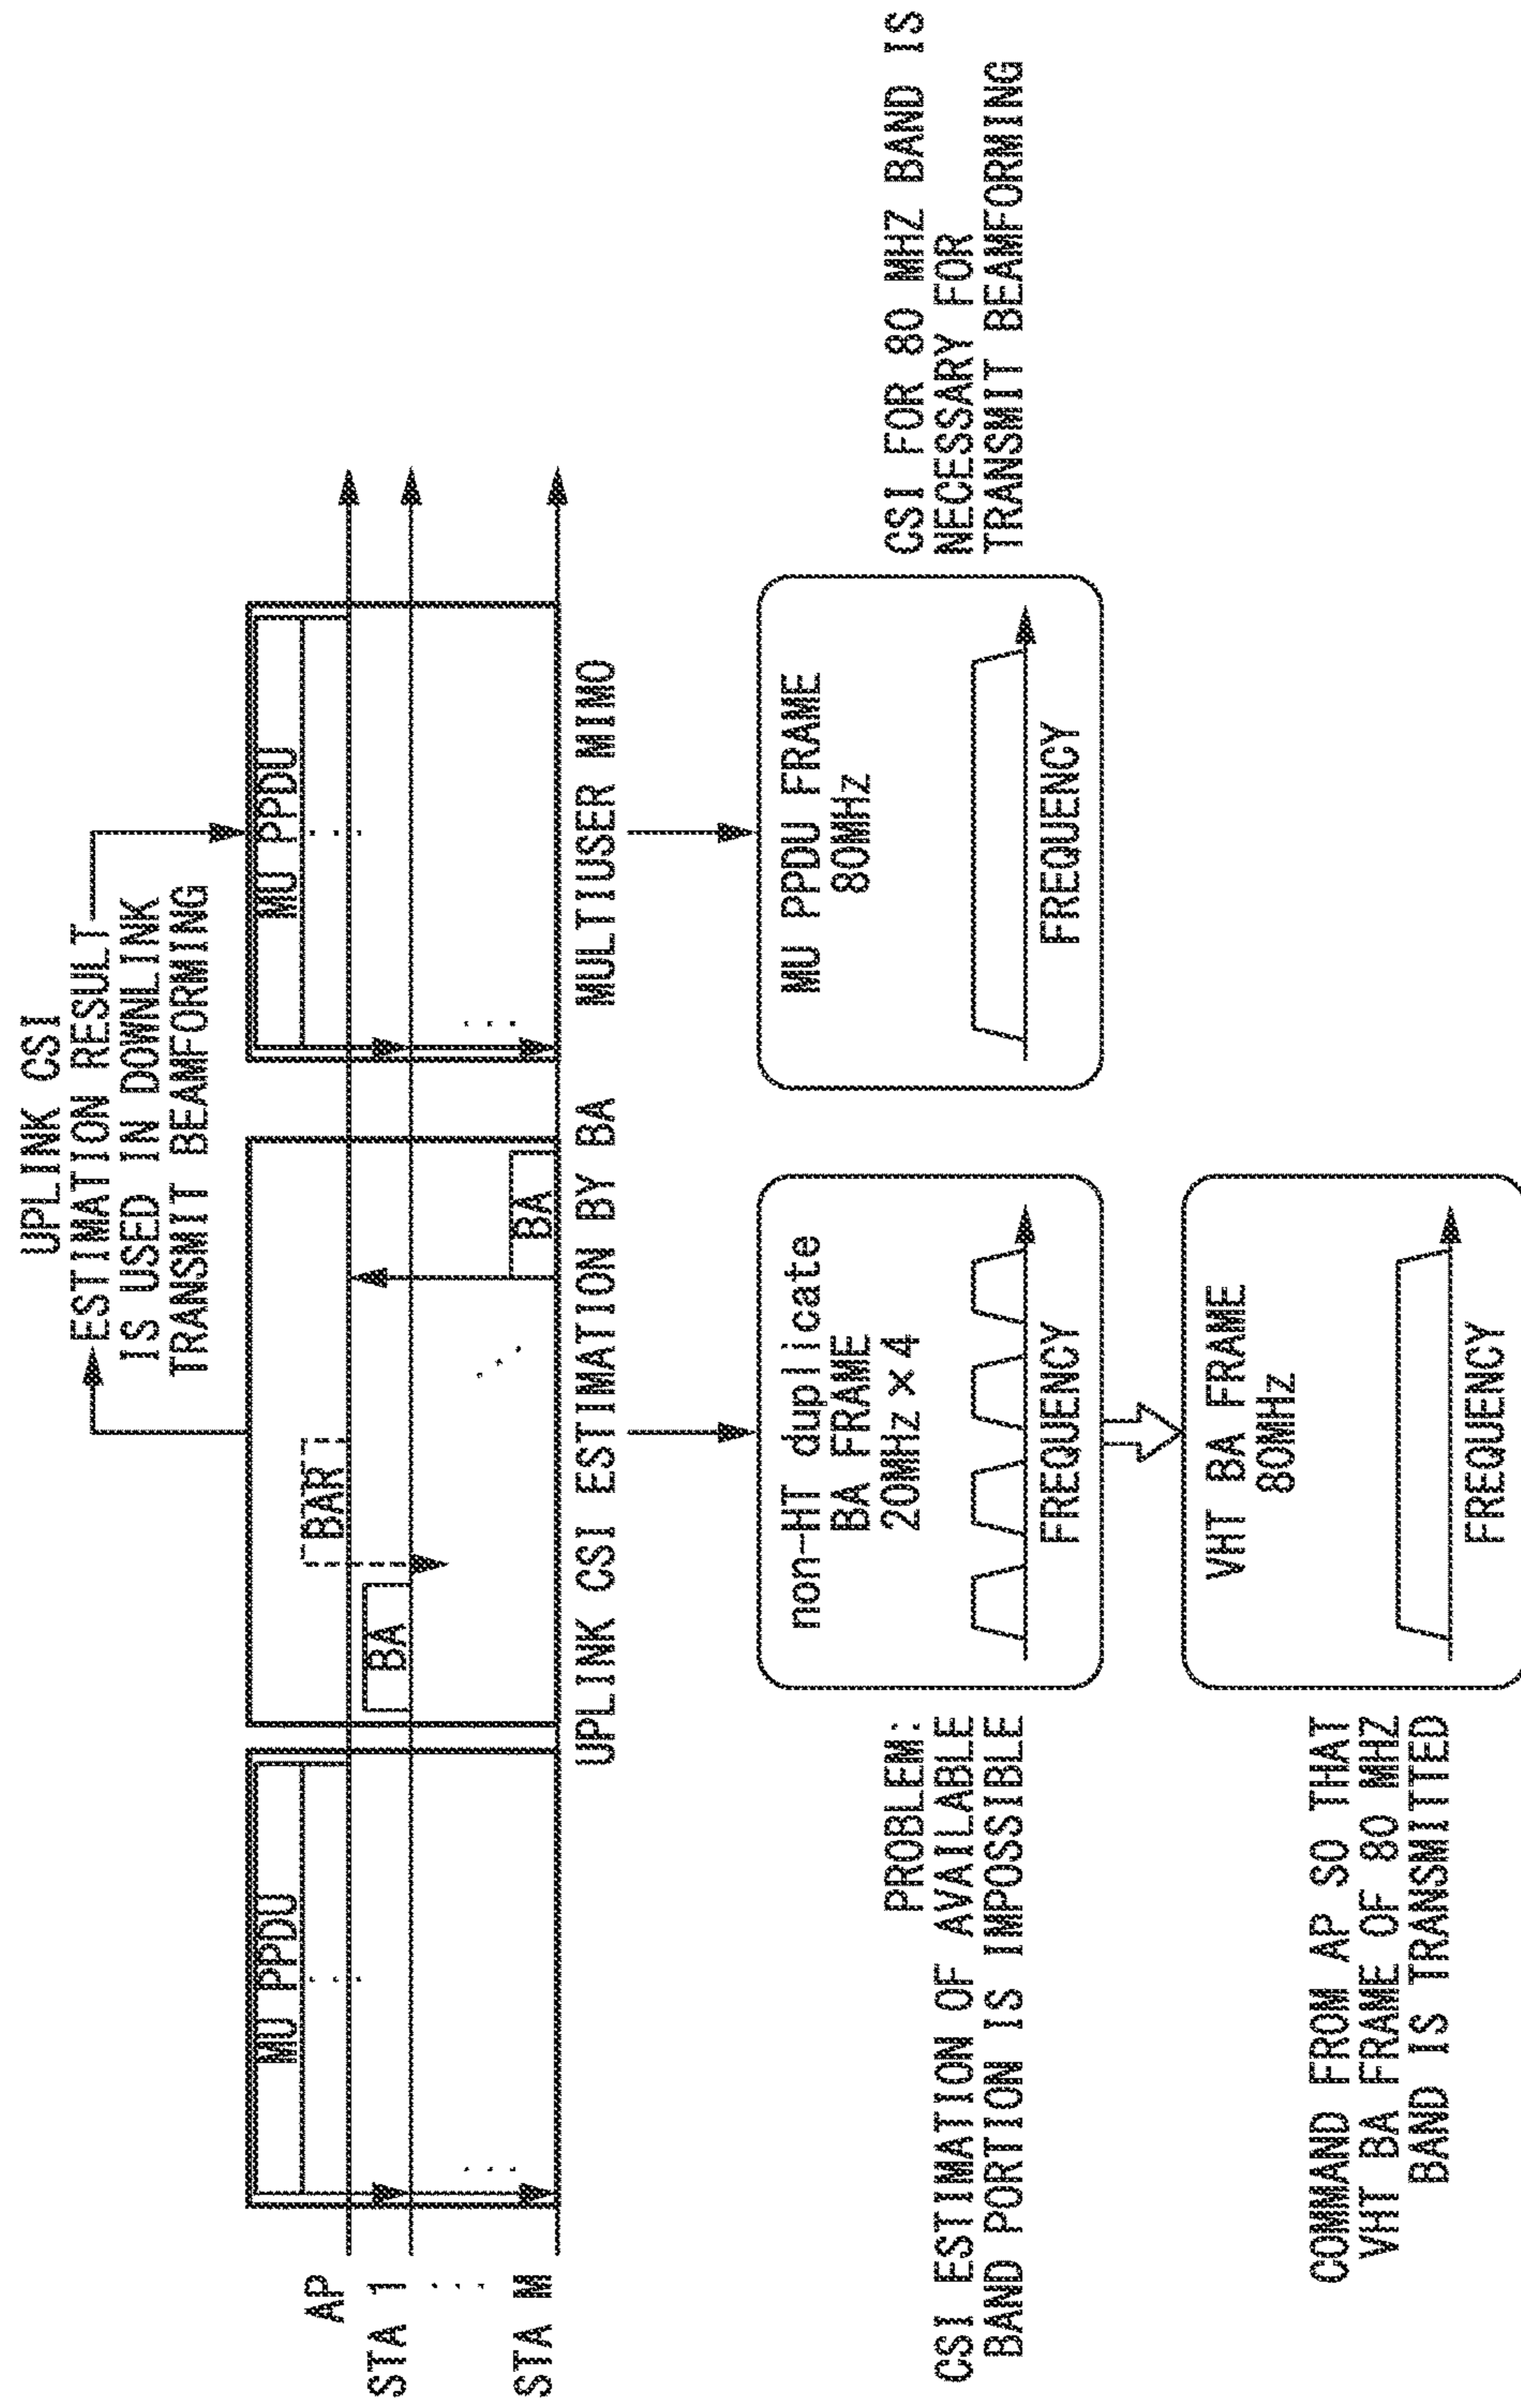 UPLINK CSI
ESTIMATION RESULT
IS USED IN DOWNLINK
TRANSMIT BEAMFORMING
AP
STA 1
STA M
MU PPDU
BA
BAR
BA
MU PPDU
UPLINK CSI ESTIMATION BY BA
MULTIUSER MIMO
PROBLEM:
CSI ESTIMATION OF AVAILABLE
BAND PORTION IS IMPOSSIBLE
non-HT duplicate
BA FRAME
20MHz×4
FREQUENCY
MU PPDU FRAME
80MHz
FREQUENCY
CSI FOR 80 MHZ BAND IS
NECESSARY FOR
TRANSMIT BEAMFORMING
COMMAND FROM AP SO THAT
VHT BA FRAME OF 80 MHZ
BAND IS TRANSMITTED
VHT BA FRAME
80MHz
FREQUENCY